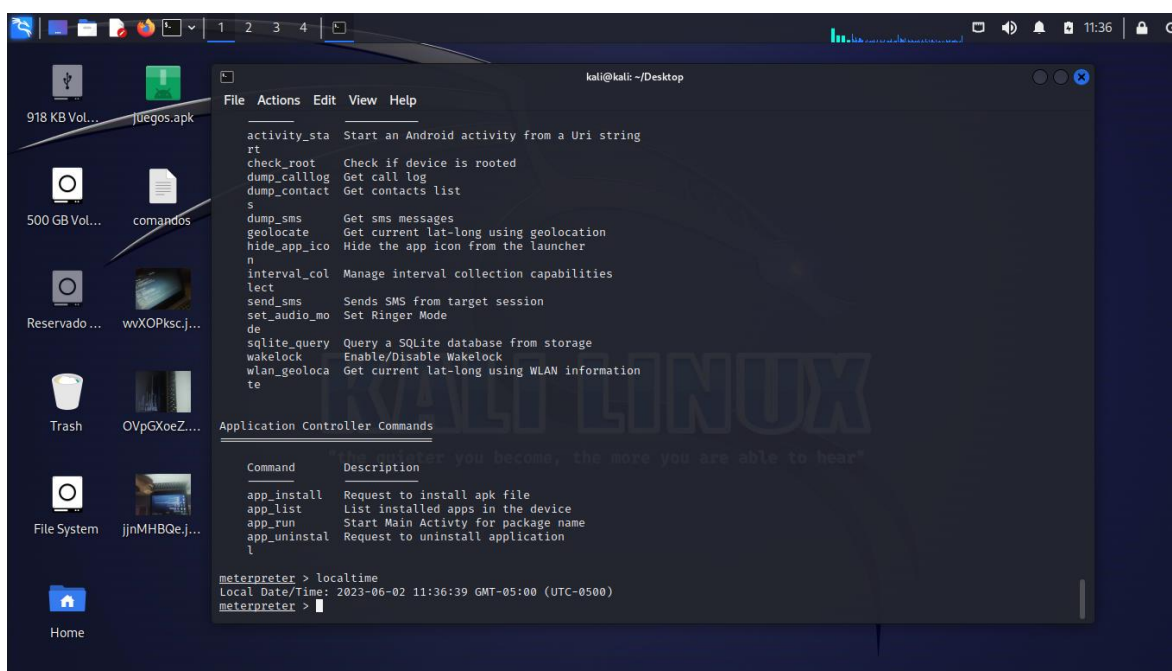 1 2 3 4
11:36
kali@kali: ~/Desktop
File Actions Edit View Help
918 KB Vol...
juegos.apk
500 GB Vol...
comandos
Reservado ...
wvXOPksc.j...
Trash
OVpGXoeZ....
File System
jjnMHBQe.j...
Home
activity_sta Start an Android activity from a Uri string
rt
check_root Check if device is rooted
dump_calllog Get call log
dump_contact Get contacts list
s
dump_sms Get sms messages
geolocate Get current lat-long using geolocation
hide_app_ico Hide the app icon from the launcher
n
interval_col Manage interval collection capabilities
lect
send_sms Sends SMS from target session
set_audio_mo Set Ringer Mode
de
sqlite_query Query a SQLite database from storage
wakelock Enable/Disable Wakelock
wlan_geoloca Get current lat-long using WLAN information
te
KALI LINUX
Application Controller Commands
"the quieter you become, the more you are able to hear"
Command Description
app_install Request to install apk file
app_list List installed apps in the device
app_run Start Main Activty for package name
app_uninstal Request to uninstall application
l
meterpreter > localtime
Local Date/Time: 2023-06-02 11:36:39 GMT-05:00 (UTC-0500)
meterpreter >